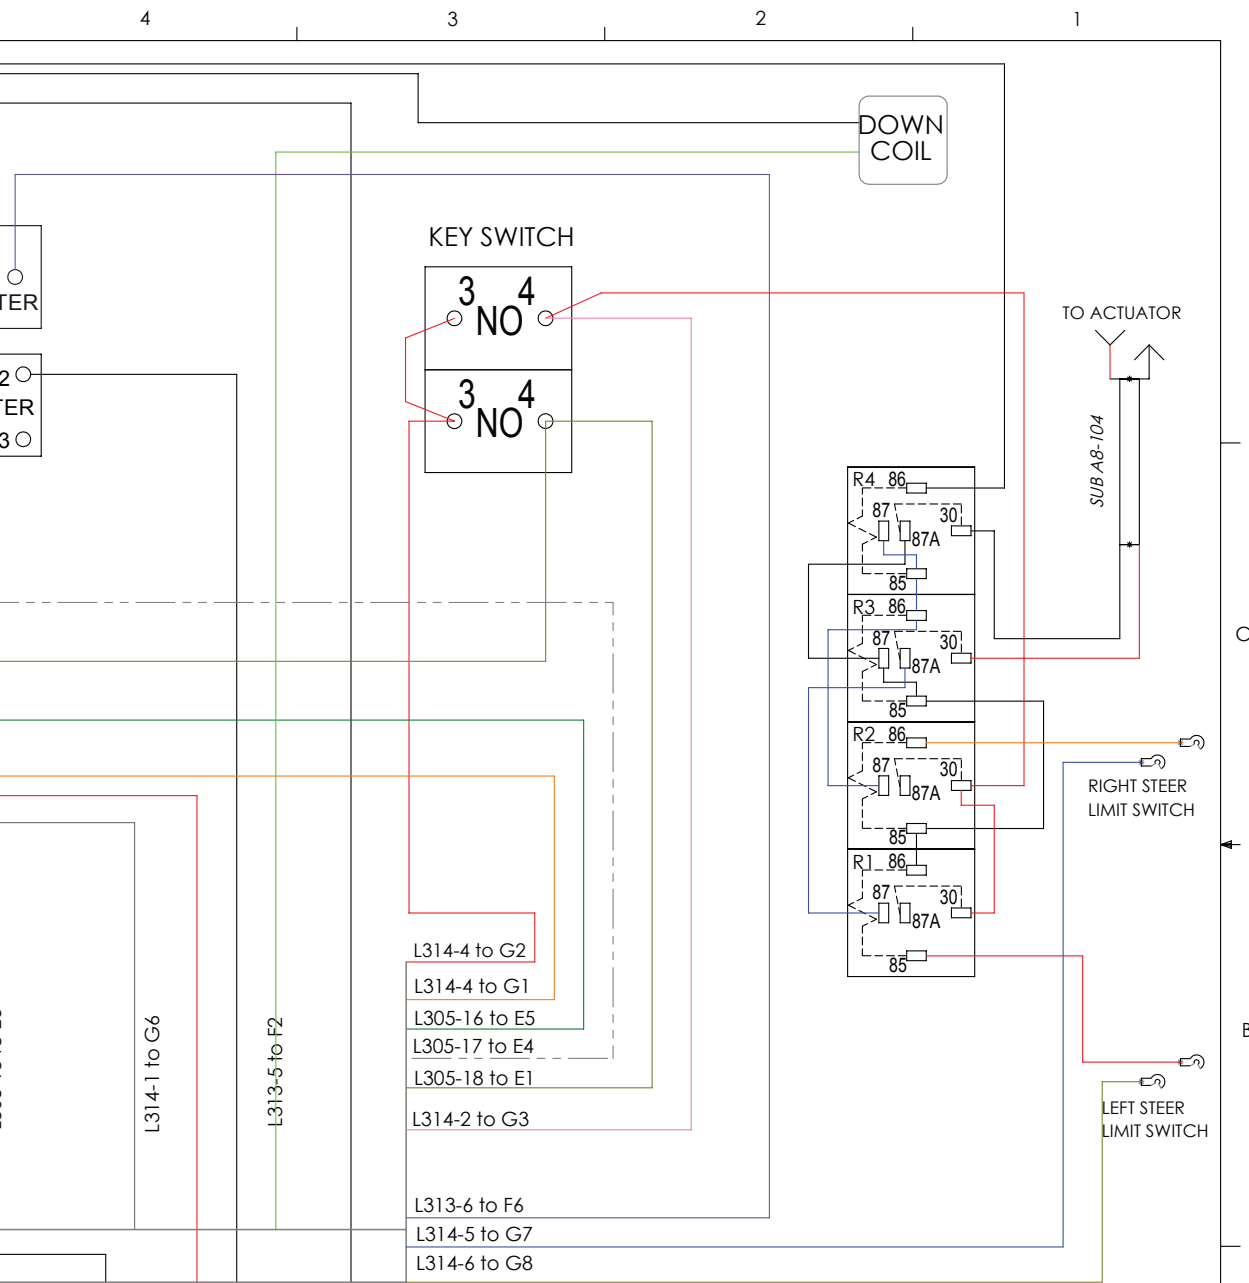 4 3 2 1
DOWN
COIL
KEY SWITCH
3 4
NO
TER
TO ACTUATOR
2
TER
3
3 4
NO
SUB A8-104
R4 86
87 30
87A
85
R3 86
87 30
87A
85
R2 86
87 30
87A
85
R1 86
87 30
87A
85
RIGHT STEER
LIMIT SWITCH
LEFT STEER
LIMIT SWITCH
L314-4 to G2
L314-4 to G1
L305-16 to E5
L305-17 to E4
L305-18 to E1
L314-2 to G3
L313-6 to F6
L314-5 to G7
L314-6 to G8
L314-1 to G6
L313-5 to F2
B